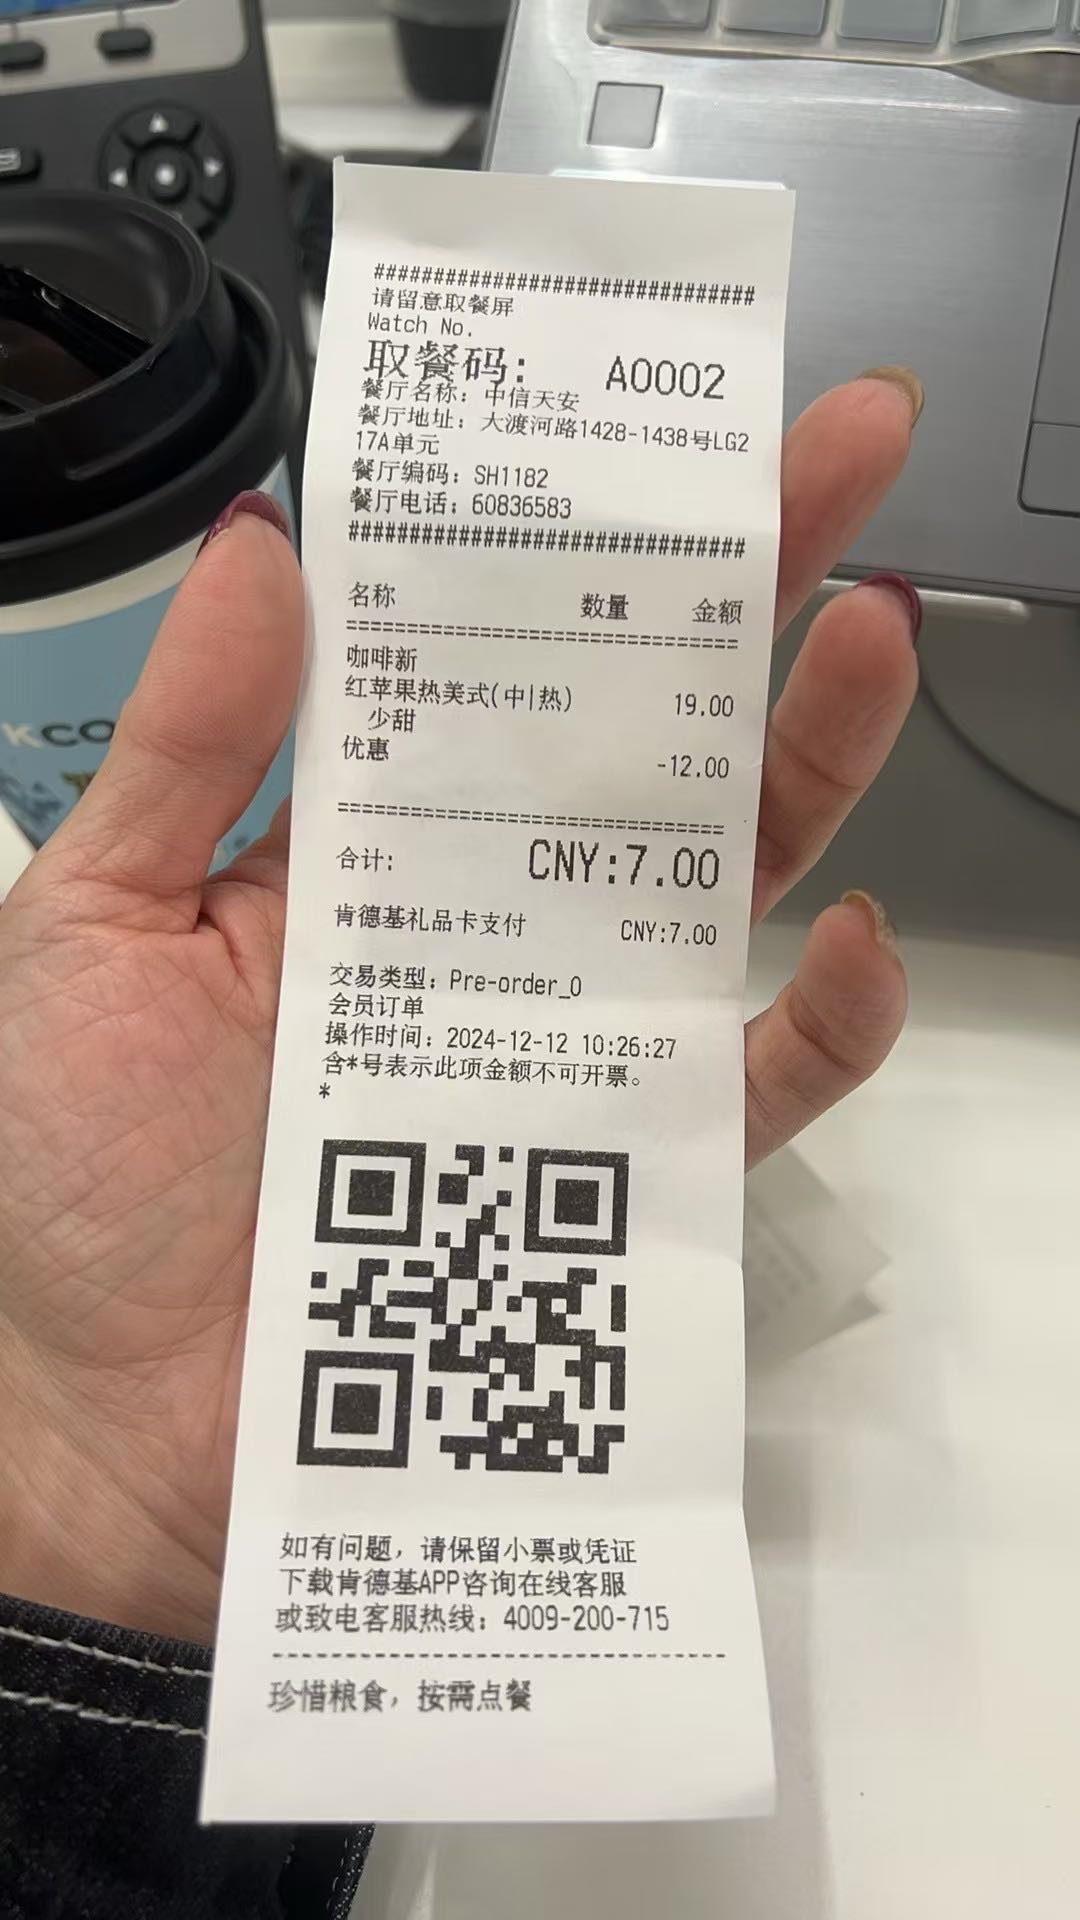 ################################
请留意取餐屏
Watch No.
取餐码： A0002
餐厅名称：中信天安
餐厅地址：大渡河路1428-1438号LG2
17A单元
餐厅编码：SH1182
餐厅电话：60836583
################################
名称 数量 金额
================================
咖啡新
红苹果热美式(中|热) 19.00
少甜
优惠 -12.00
================================
合计: CNY:7.00
肯德基礼品卡支付 CNY:7.00
交易类型：Pre-order_0
会员订单
操作时间：2024-12-12 10:26:27
含*号表示此项金额不可开票。
*
如有问题，请保留小票或凭证
下载肯德基APP咨询在线客服
或致电客服热线：4009-200-715
--------------------------------
珍惜粮食，按需点餐
KCO